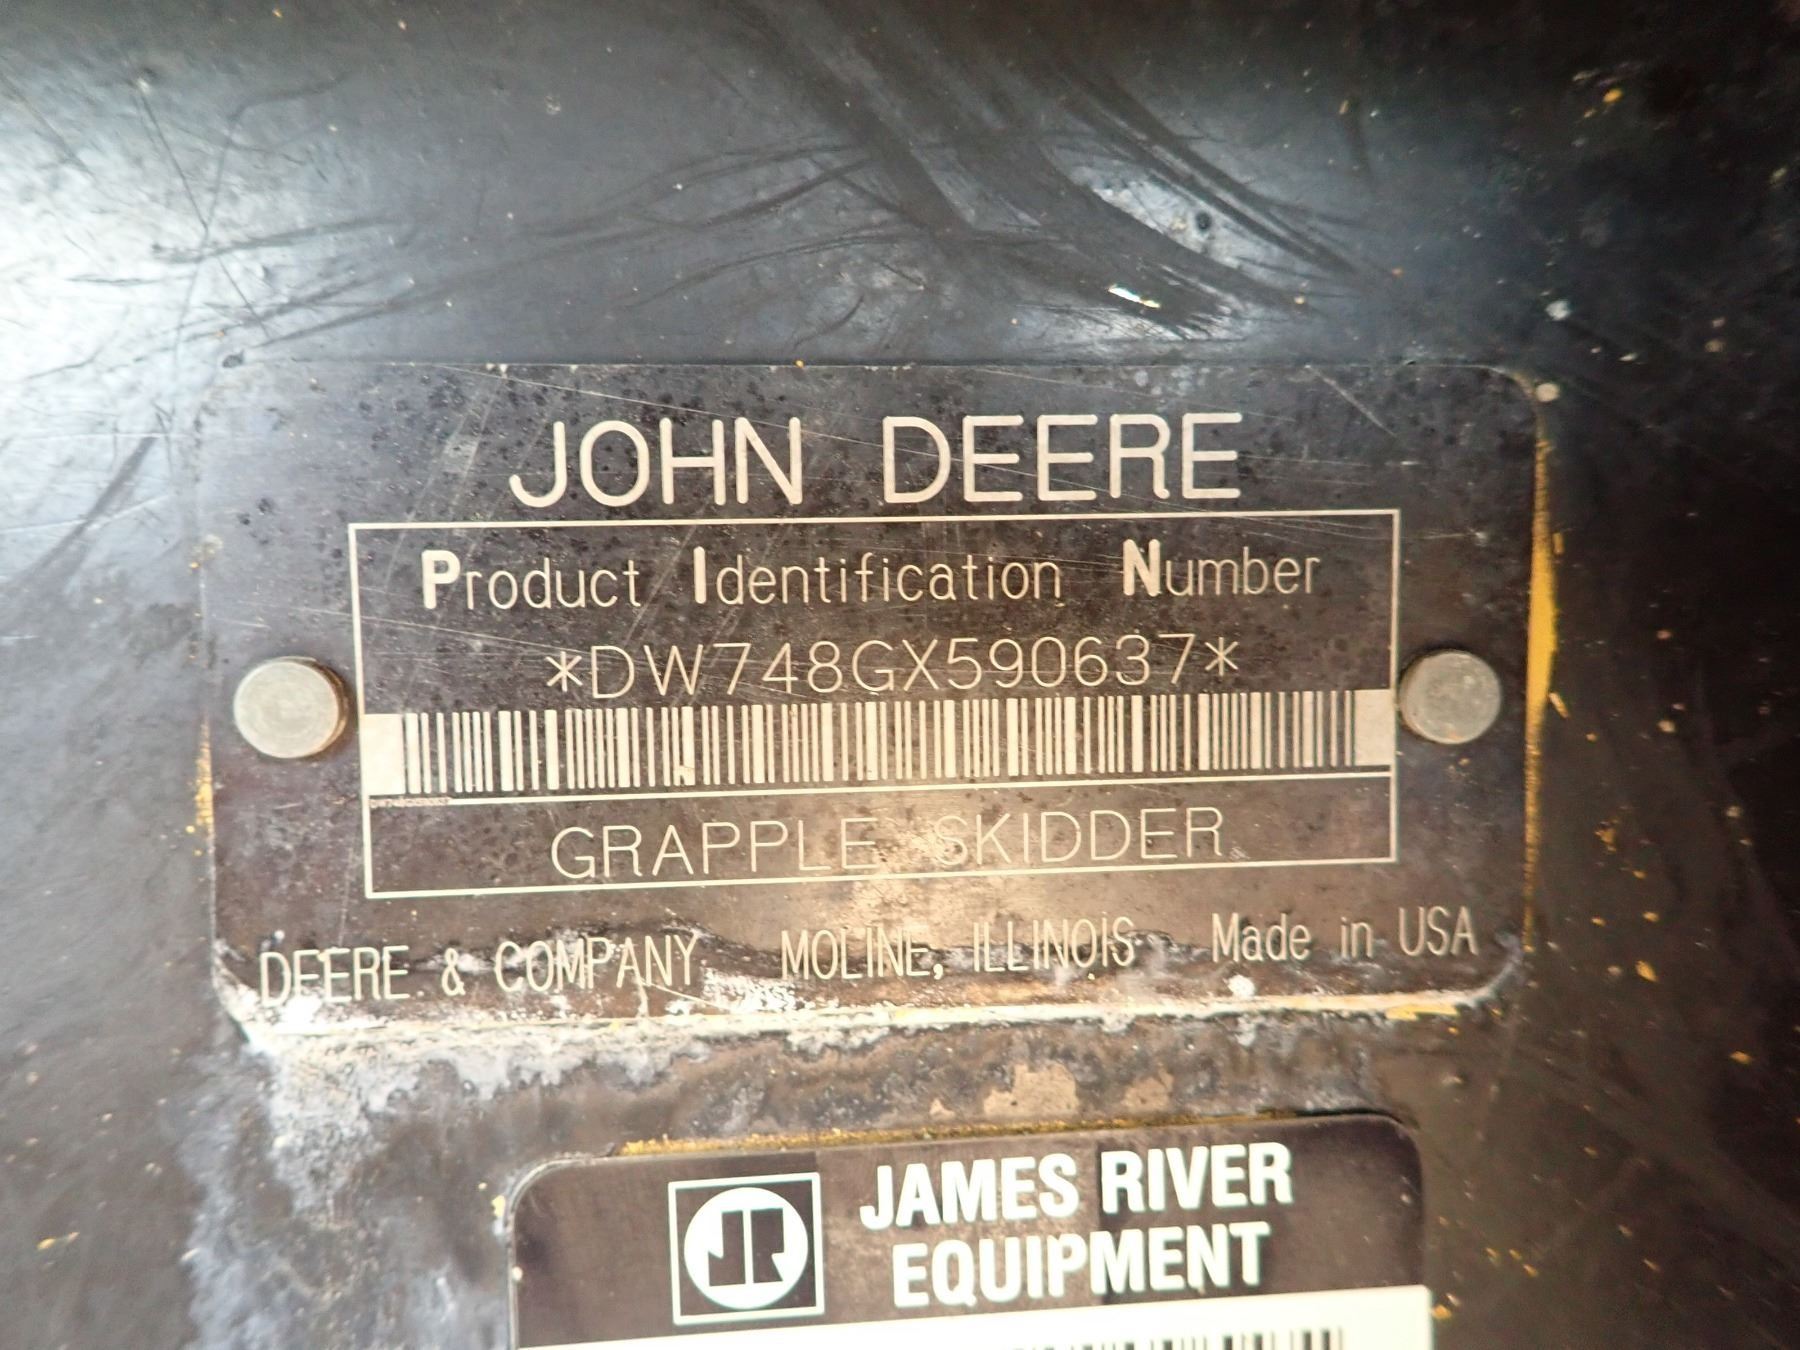 JOHN DEERE
Product Identification Number
*DW748GX590637*
GRAPPLE SKIDDER
DEERE & COMPANY MOLINE, ILLINOIS Made in USA
JR
JAMES RIVER
EQUIPMENT